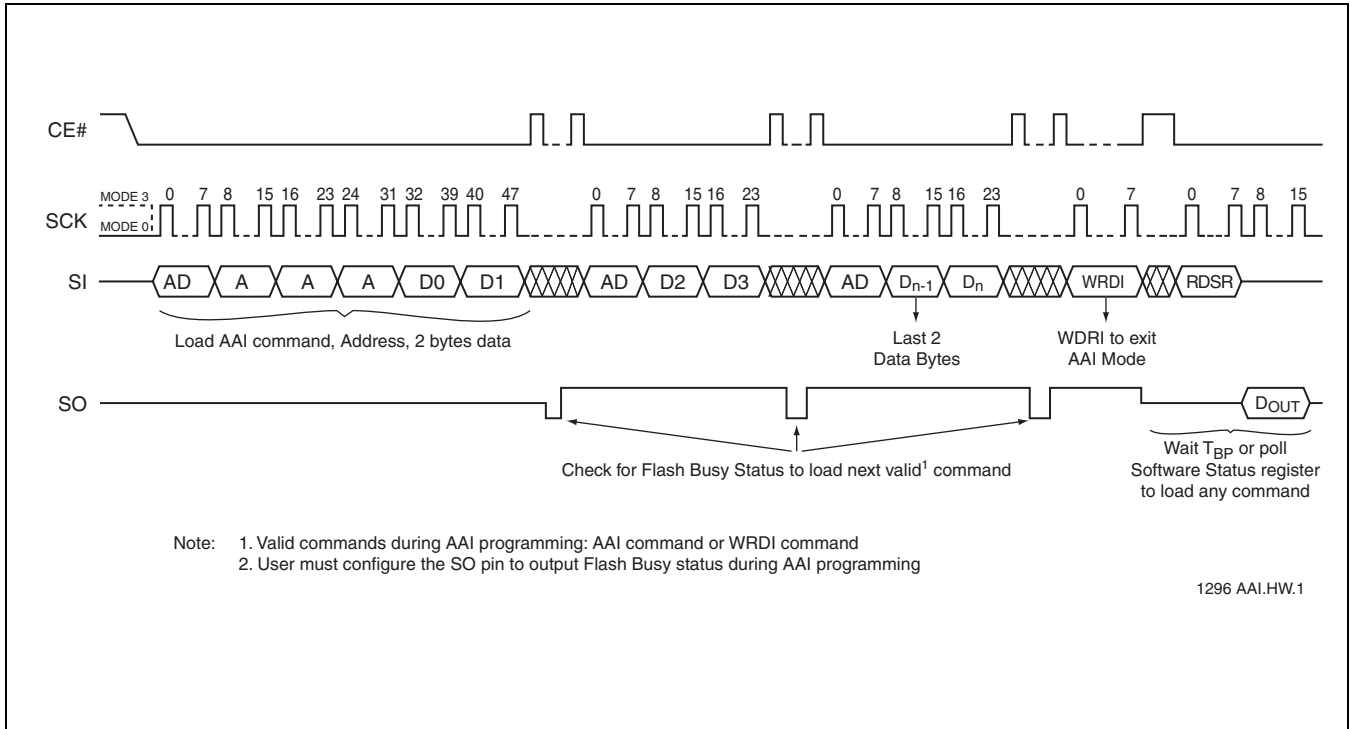 CE#
MODE 3
MODE 0
SCK
0 7 8 15 16 23 24 31 32 39 40 47 0 7 8 15 16 23 0 7 8 15 16 23 0 7 0 7 8 15
SI
AD A A A D0 D1 AD D2 D3 AD Dn-1 Dn WRDI RDSR
Load AAI command, Address, 2 bytes data
Last 2
Data Bytes
WDRI to exit
AAI Mode
SO
DOUT
Check for Flash Busy Status to load next valid1 command
Wait TBP or poll
Software Status register
to load any command
Note: 1. Valid commands during AAI programming: AAI command or WRDI command
2. User must configure the SO pin to output Flash Busy status during AAI programming
1296 AAI.HW.1